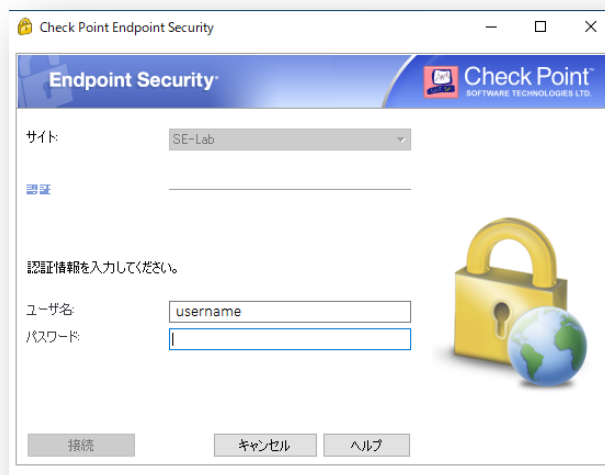 Check Point Endpoint Security
Endpoint Security
Check Point™
SOFTWARE TECHNOLOGIES LTD.
サイト: SE-Lab
認証
認証情報を入力してください。
ユーザ名: username
パスワード:
接続 キャンセル ヘルプ